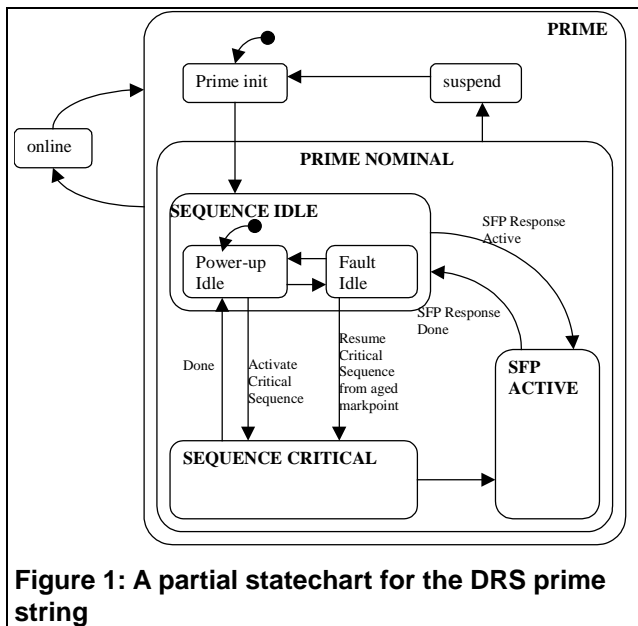 PRIME
Prime init
suspend
online
PRIME NOMINAL
SEQUENCE IDLE
SFP Response
Active
Power-up
Idle
Fault
Idle
SFP Response
Done
Done
Activate
Critical
Sequence
Resume
Critical
Sequence
from aged
markpoint
SFP
ACTIVE
SEQUENCE CRITICAL
Figure 1: A partial statechart for the DRS prime
string